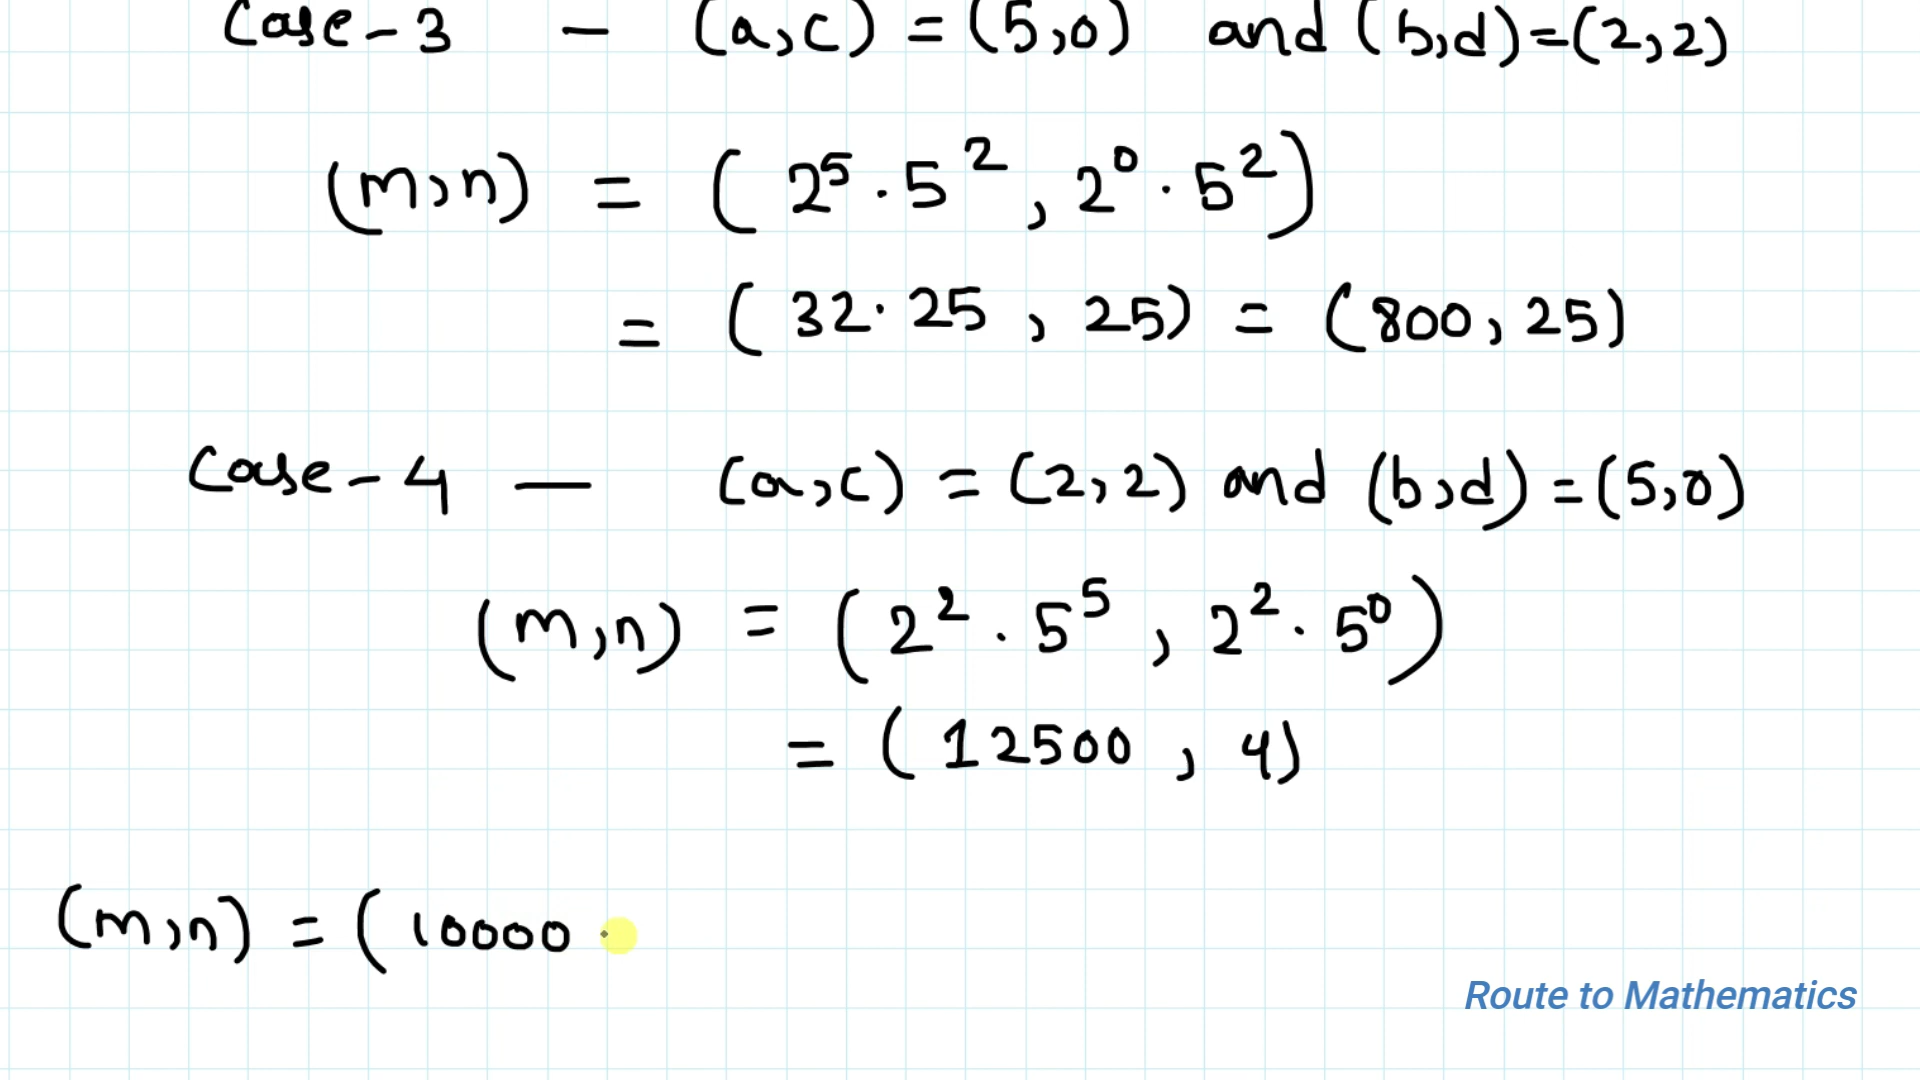 Case-3 — (a,c) = (5,0) and (b,d)=(2,2)
(m,n) = (2⁵·5², 2⁰·5²)
= (32·25, 25) = (800, 25)
Case-4 — (a,c) = (2,2) and (b,d)=(5,0)
(m,n) = (2²·5⁵, 2²·5⁰)
= (12500, 4)
(m,n) = (10000
Route to Mathematics